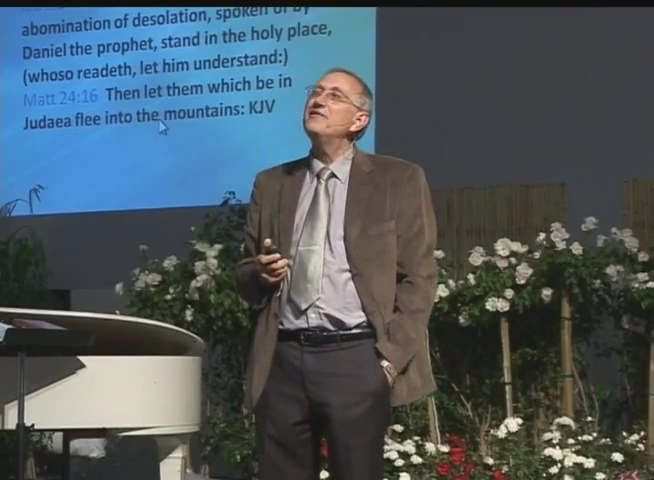 abomination of desolation, spoken of by
Daniel the prophet, stand in the holy place,
(whoso readeth, let him understand:)
Matt 24:16 Then let them which be in
Judaea flee into the mountains: KJV